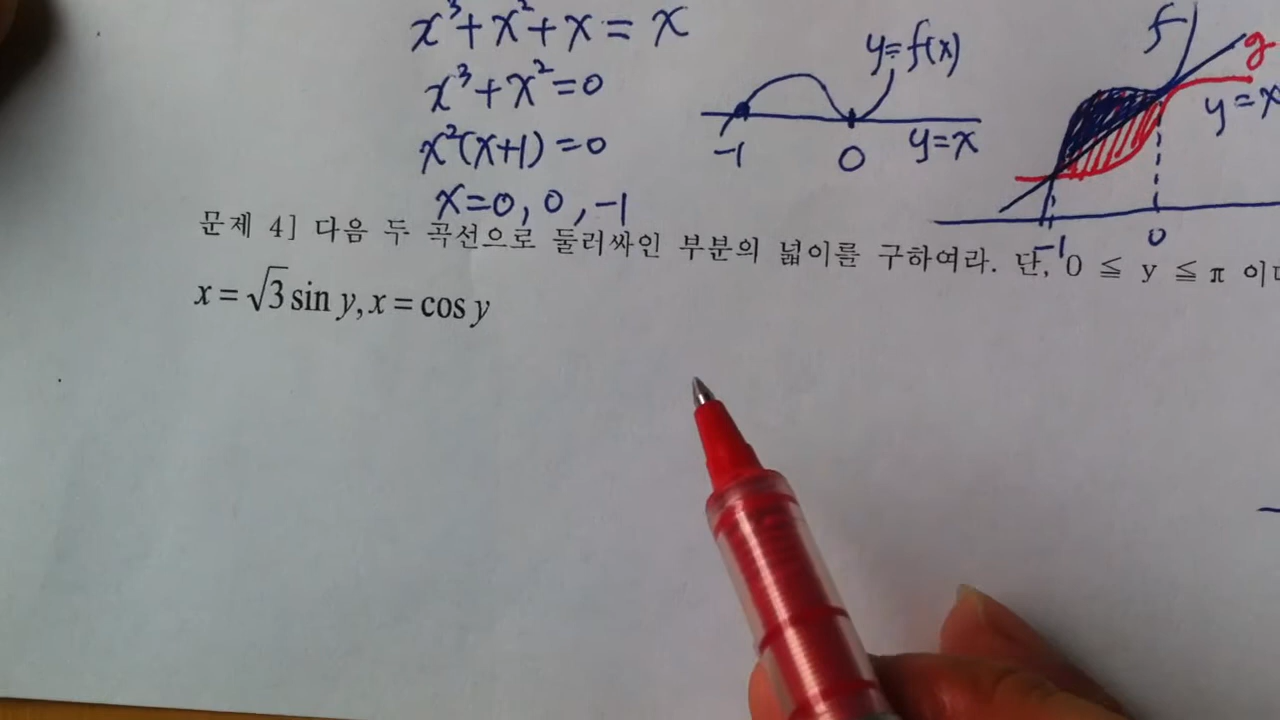 x³+x²+x=x
x³+x²=0
x²(x+1)=0
x=0, 0, -1
y=f(x)
-1 0 y=x
f
g
y=x
-1 0
문제 4] 다음 두 곡선으로 둘러싸인 부분의 넓이를 구하여라. 단, 0 ≦ y ≦ π 이다
x = √3 sin y, x = cos y